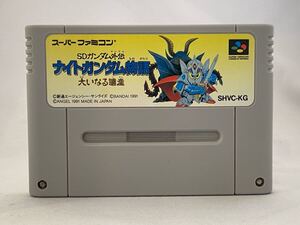 スーパーファミコン
SDガンダム外伝
ナイトガンダム物語
大いなる遺産
©創通エージェンシー・サンライズ ©BANDAI 1991
©ANGEL 1991 MADE IN JAPAN
SHVC-KG